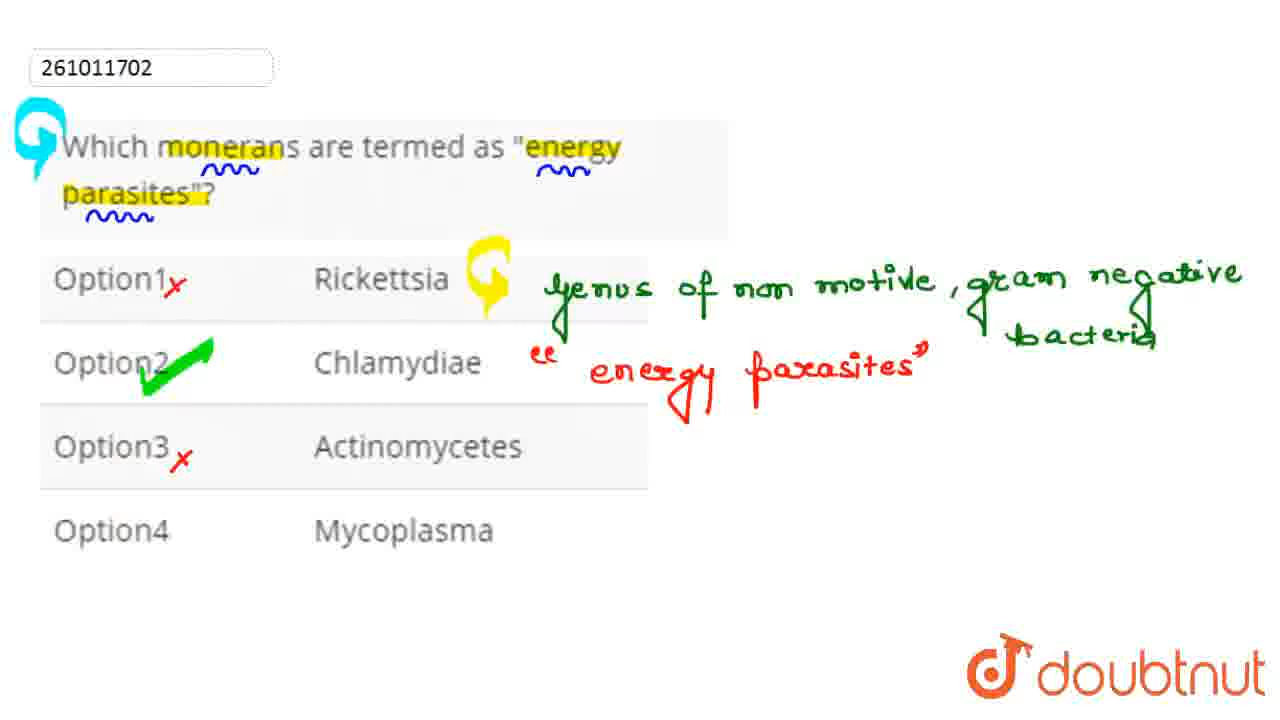 261011702
Which monerans are termed as "energy
parasites"?
Option1 x Rickettsia
Genus of non motive, gram negative
bacteria
Option2 Chlamydiae
"energy parasites"
Option3 x Actinomycetes
Option4 Mycoplasma
doubtnut